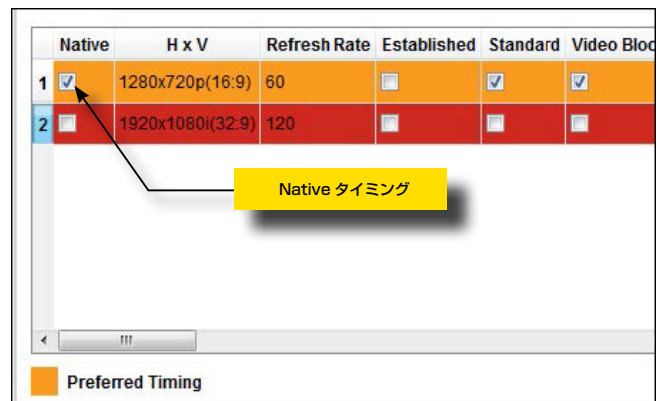 Native H x V Refresh Rate Established Standard Video Bloc
1 1280x720p(16:9) 60
2 1920x1080i(32:9) 120
Native タイミング
Preferred Timing